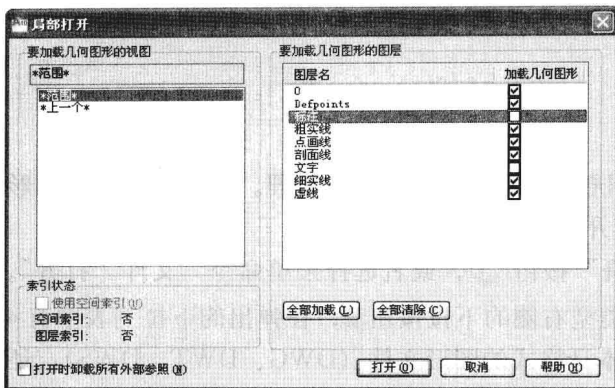 局部打开
要加载几何图形的视图
*范围*
*范围*
*上一个*
索引状态
使用空间索引(U)
空间索引: 否
图层索引: 否
打开时卸载所有外部参照(N)
要加载几何图形的图层
图层名 加载几何图形
0
Defpoints
标注
粗实线
点画线
剖面线
文字
细实线
虚线
全部加载(L) 全部清除(C)
打开(O) 取消 帮助(H)